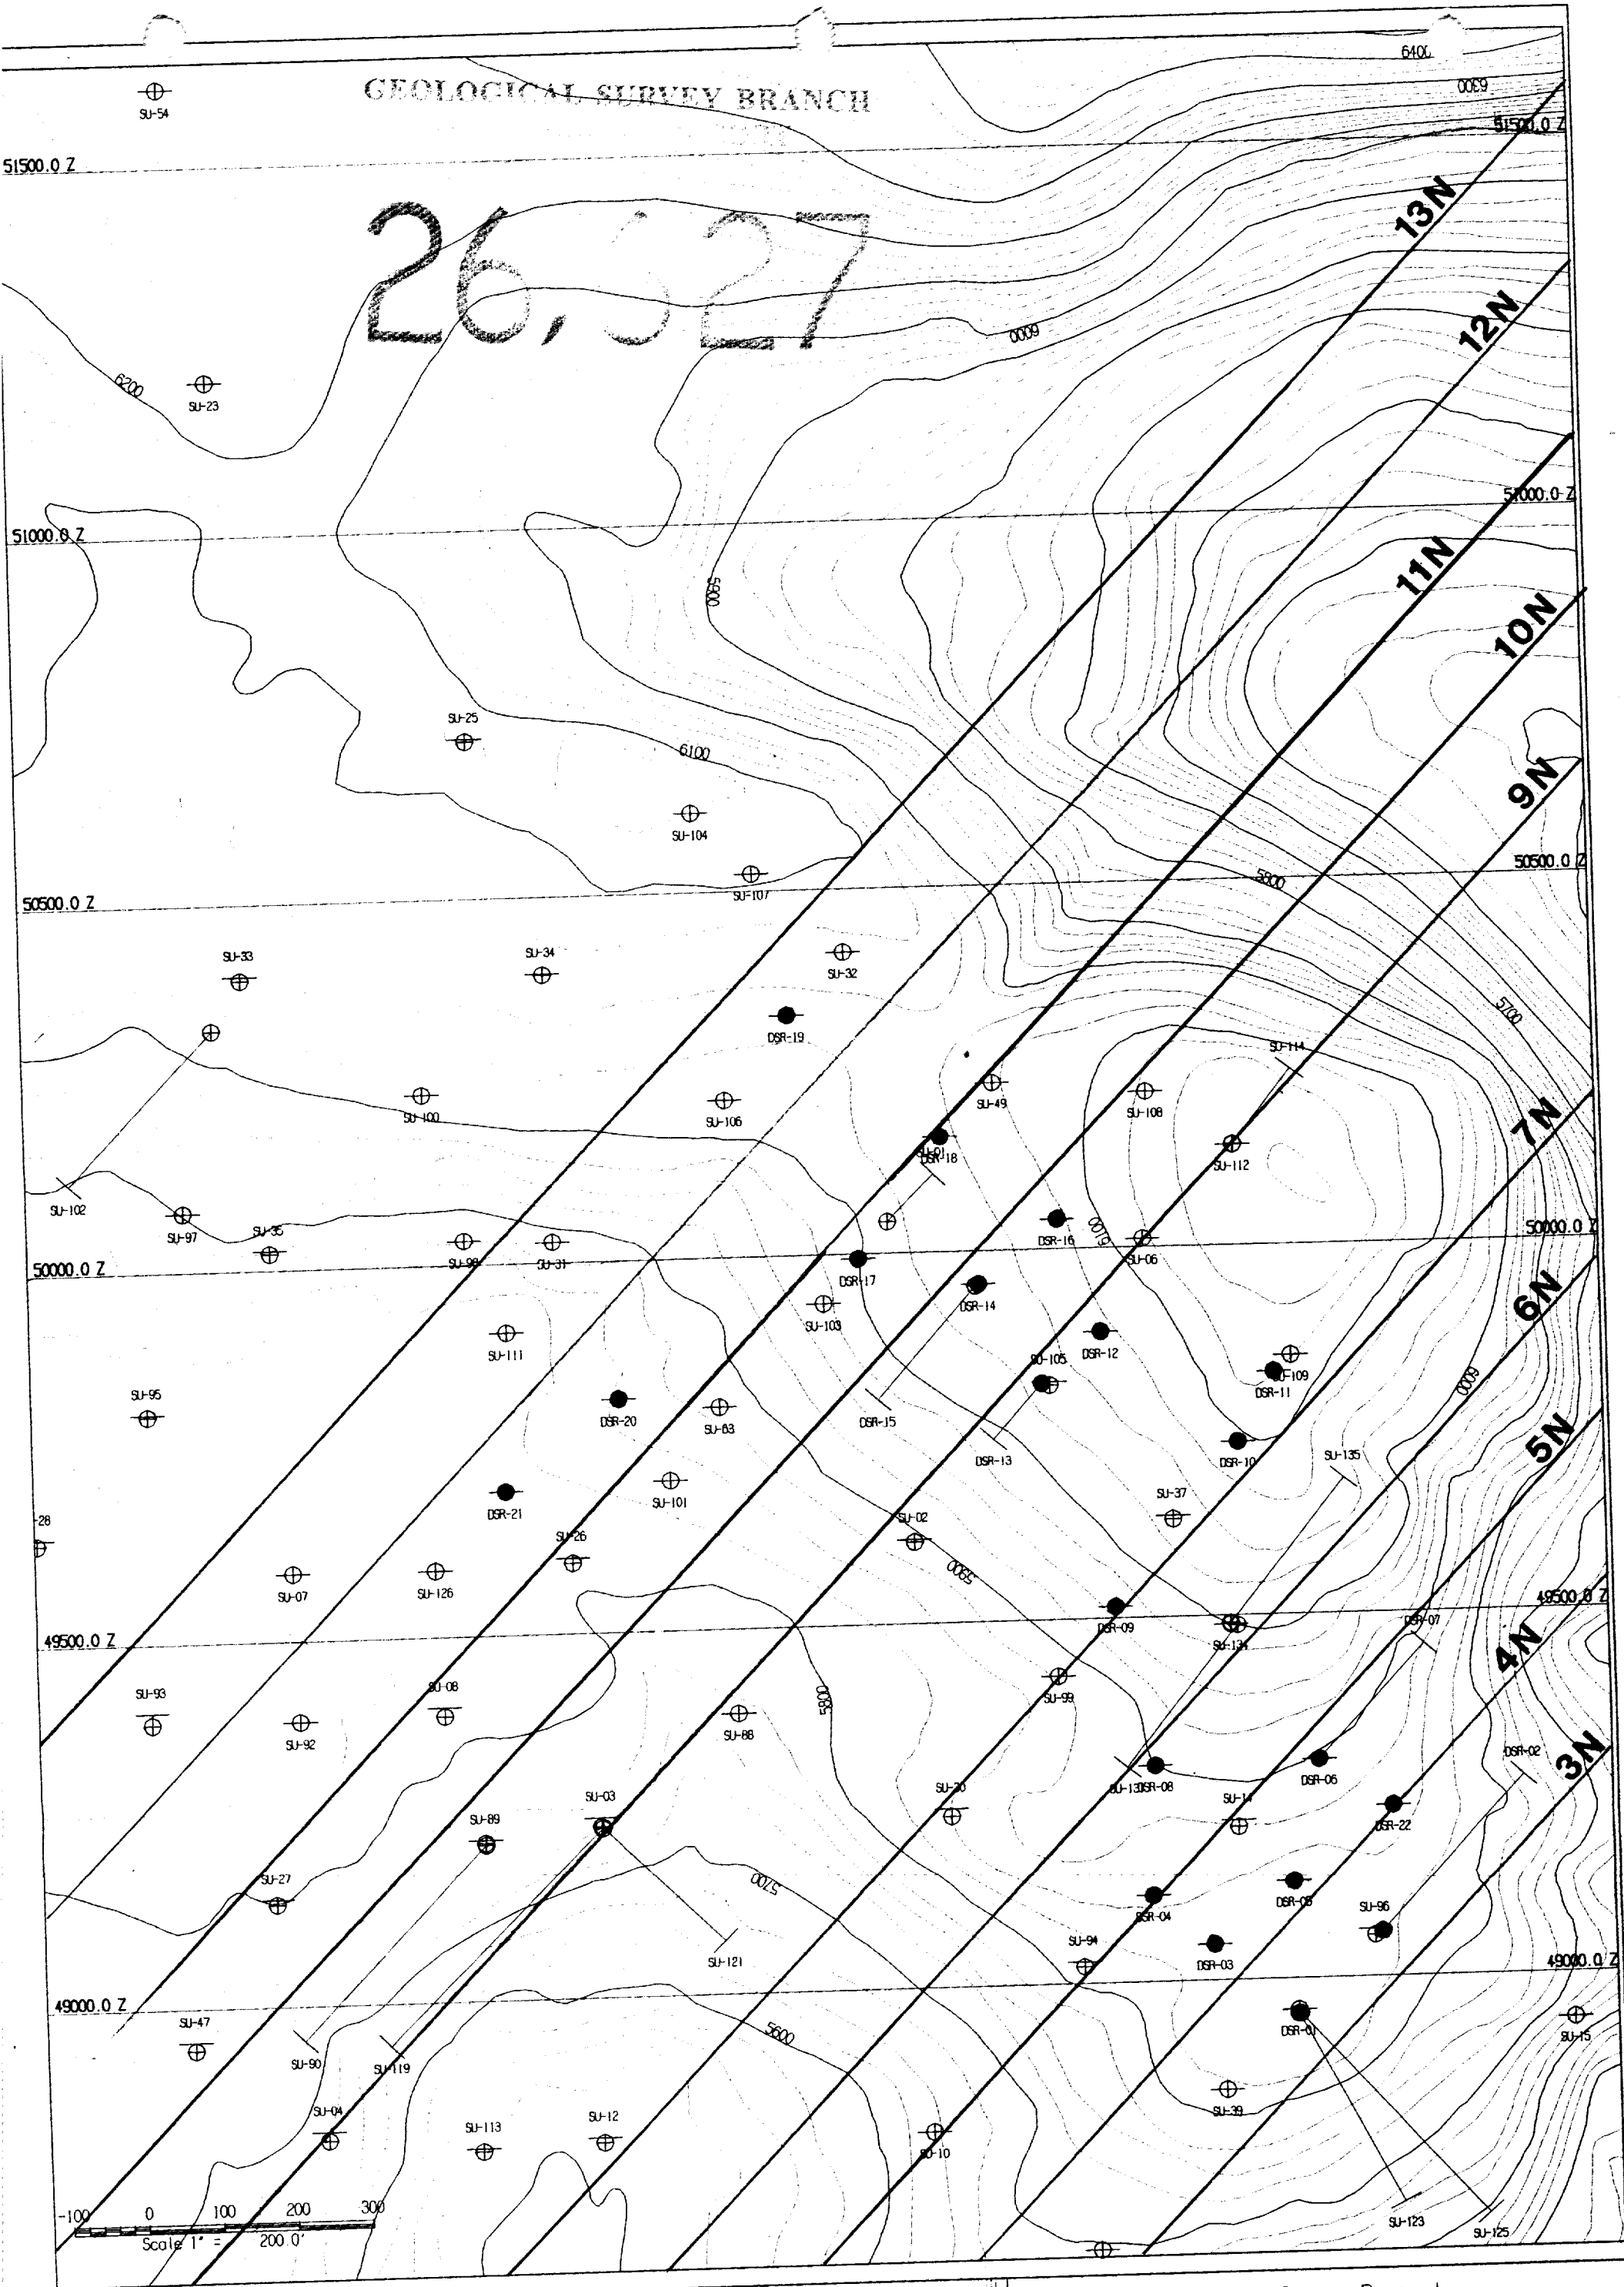 6400
6300
GEOLOGICAL SURVEY BRANCH
SU-54
51500.0 Z
51500.0 Z
13N
12N
6000
6200
SU-23
51000.0 Z
51000.0 Z
11N
5900
10N
SU-25
6100
9N
SU-104
SU-107
50500.0 Z
50500.0 Z
5800
SU-33
SU-34
SU-32
5700
DSR-19
SU-114
SU-49
SU-108
SU-100
SU-106
7N
SU-01
DSR-18
SU-112
SU-102
SU-97
SU-35
SU-98
SU-31
DSR-16
6100
SU-06
50000.0 Z
50000.0 Z
DSR-17
DSR-14
6N
SU-103
SU-111
SU-105
DSR-12
SU-109
DSR-11
6000
SU-95
DSR-20
SU-63
DSR-15
5N
DSR-13
DSR-10
SU-135
SU-101
SU-37
DSR-21
-28
SU-26
SU-02
5900
SU-07
SU-126
49500.0 Z
49500.0 Z
DSR-09
SU-134
DSR-07
4N
SU-93
SU-08
5800
SU-99
SU-92
SU-88
3N
DSR-02
DSR-08
DSR-06
SU-03
SU-89
DSR-22
SU-27
5700
DSR-04
DSR-05
SU-96
SU-94
DSR-03
SU-121
49000.0 Z
49000.0 Z
SU-47
5600
DSR-01
SU-15
SU-90
SU-119
SU-39
SU-04
SU-113
SU-12
SU-10
-100 0 100 200 300
Scale 1" = 200.0'
SU-123
SU-125